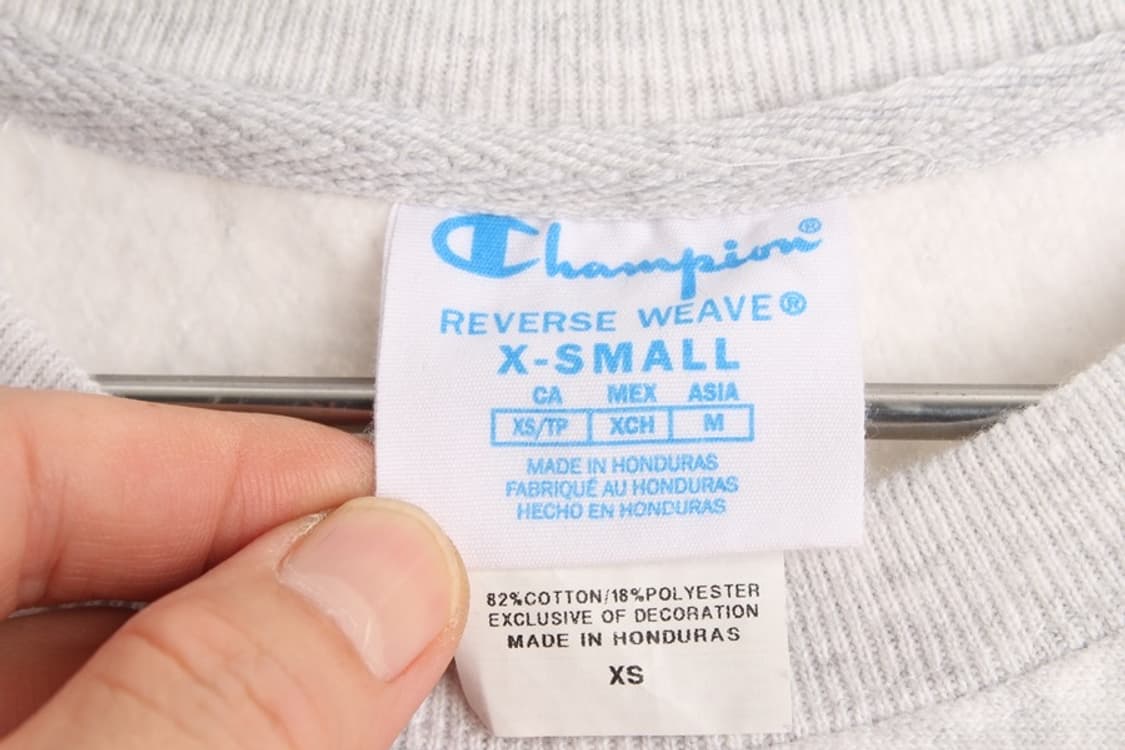 Champion®
REVERSE WEAVE®
X-SMALL
CA MEX ASIA
XS/TP XCH M
MADE IN HONDURAS
FABRIQUÉ AU HONDURAS
HECHO EN HONDURAS
82%COTTON/18%POLYESTER
EXCLUSIVE OF DECORATION
MADE IN HONDURAS
XS